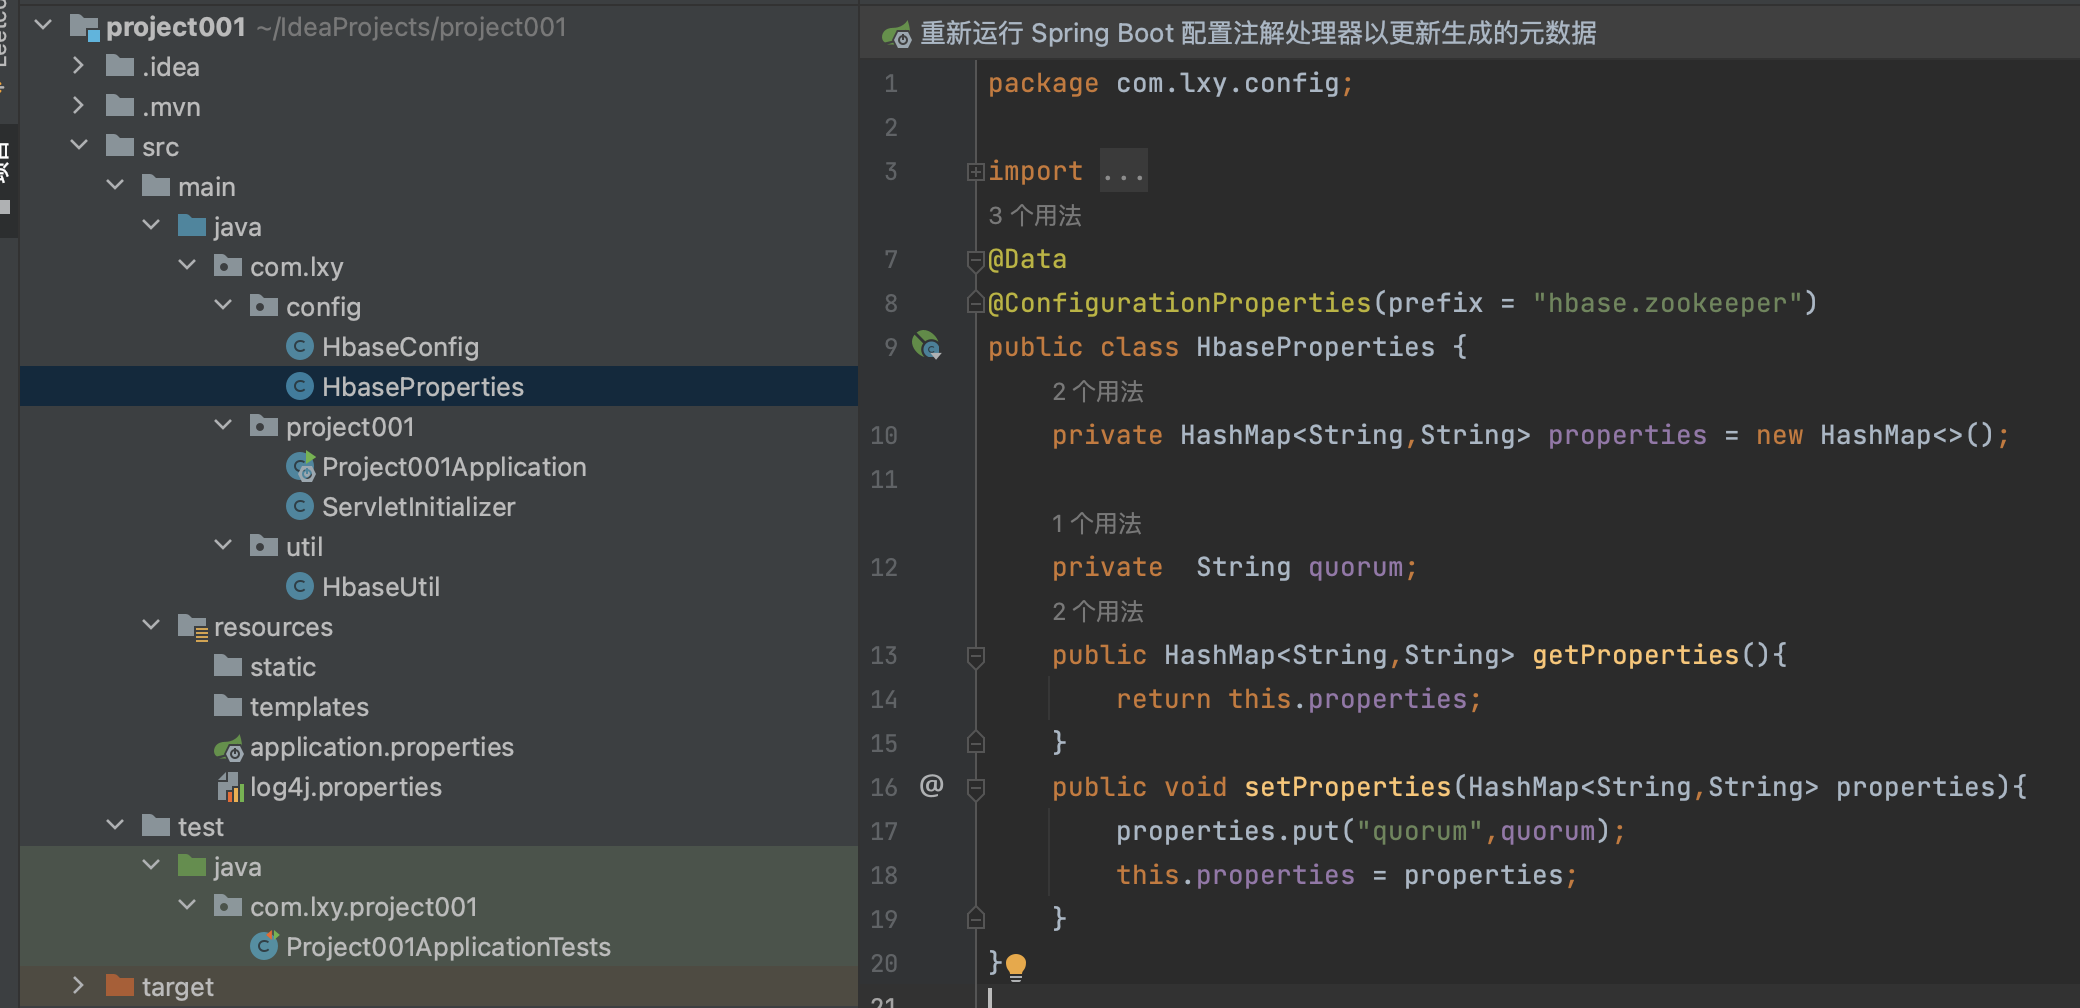 project001 ~/IdeaProjects/project001
.idea
.mvn
src
main
java
com.lxy
config
HbaseConfig
HbaseProperties
project001
Project001Application
ServletInitializer
util
HbaseUtil
resources
static
templates
application.properties
log4j.properties
test
java
com.lxy.project001
Project001ApplicationTests
target
重新运行 Spring Boot 配置注解处理器以更新生成的元数据
1 package com.lxy.config;
2
3 import ...
3 个用法
7 @Data
8 @ConfigurationProperties(prefix = "hbase.zookeeper")
9 public class HbaseProperties {
2 个用法
10 private HashMap<String,String> properties = new HashMap<>();
11
1 个用法
12 private  String quorum;
2 个用法
13 public HashMap<String,String> getProperties(){
14 return this.properties;
15 }
16 @ public void setProperties(HashMap<String,String> properties){
17 properties.put("quorum",quorum);
18 this.properties = properties;
19 }
20 }
21